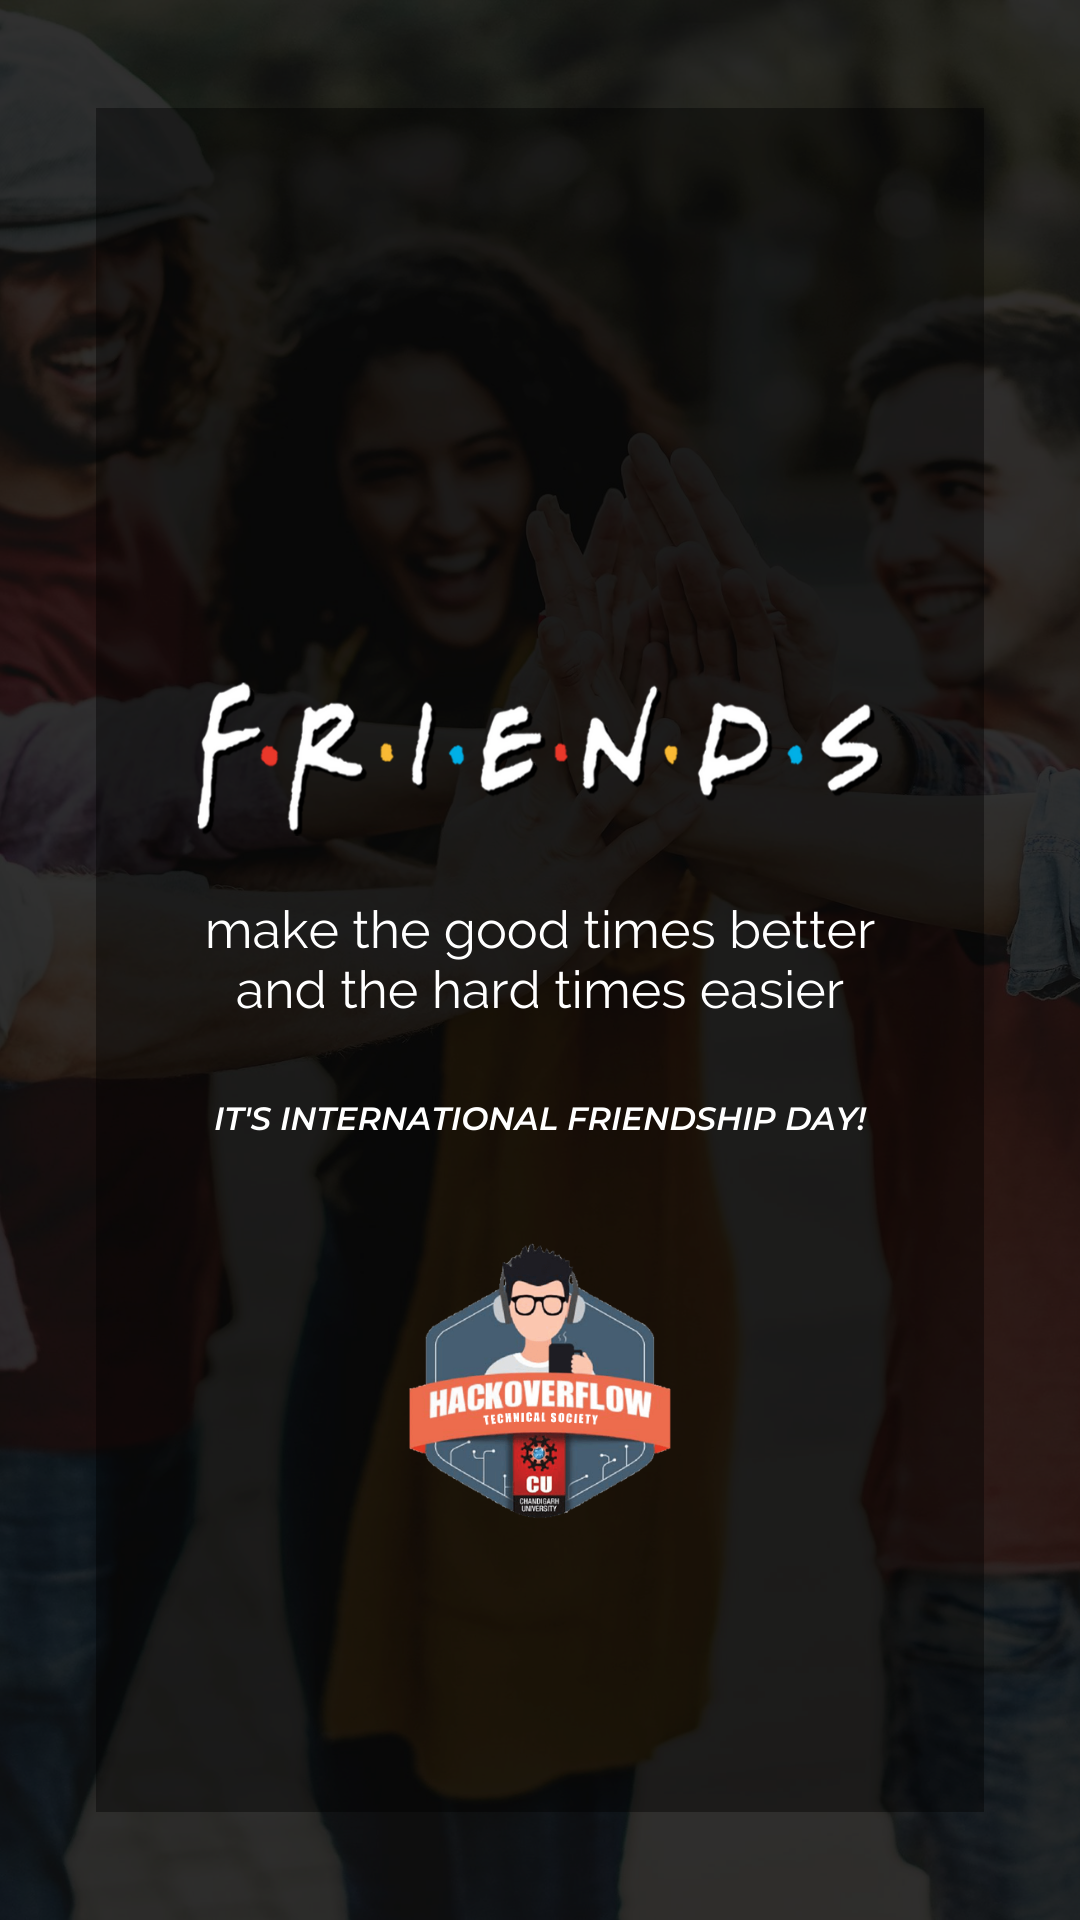 F•R•I•E•N•D•S
make the good times better
and the hard times easier
IT'S INTERNATIONAL FRIENDSHIP DAY!
HACKOVERFLOW
TECHNICAL SOCIETY
CU
CHANDIGARH
UNIVERSITY